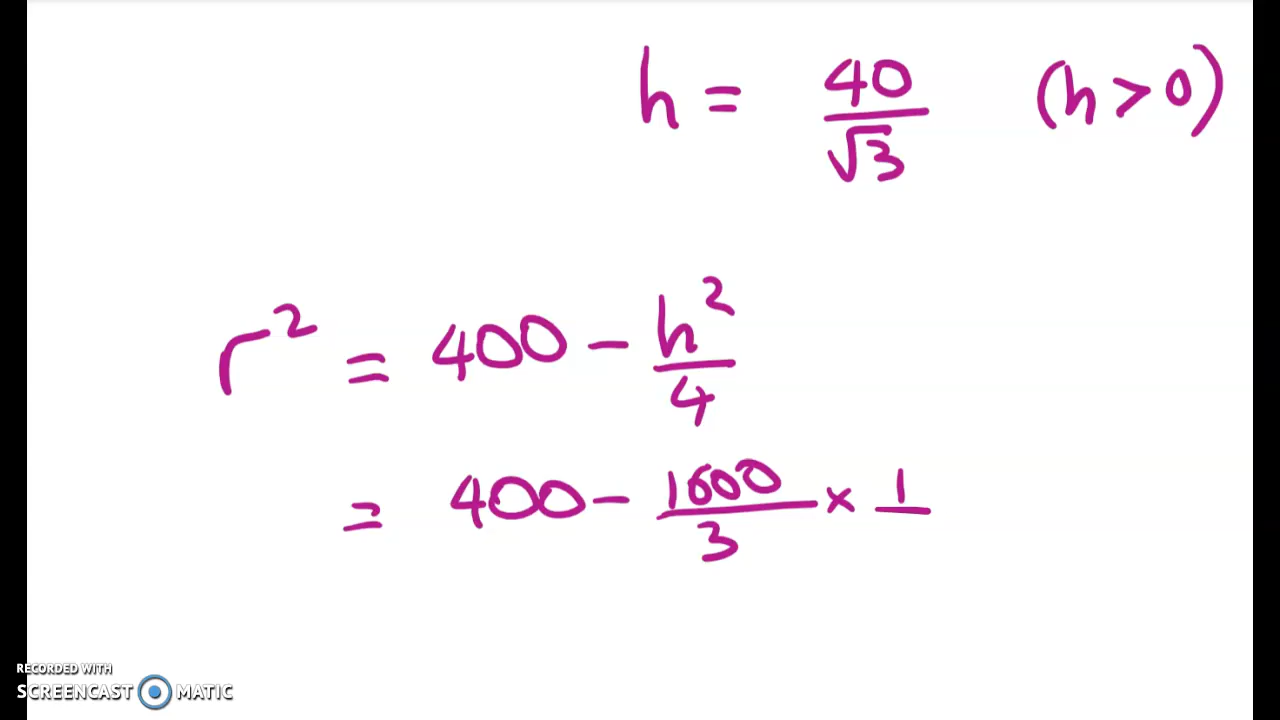 h = 40/√3 (h > 0)
r² = 400 − h²/4
= 400 − 1600/3 × 1/
RECORDED WITH
SCREENCAST MATIC